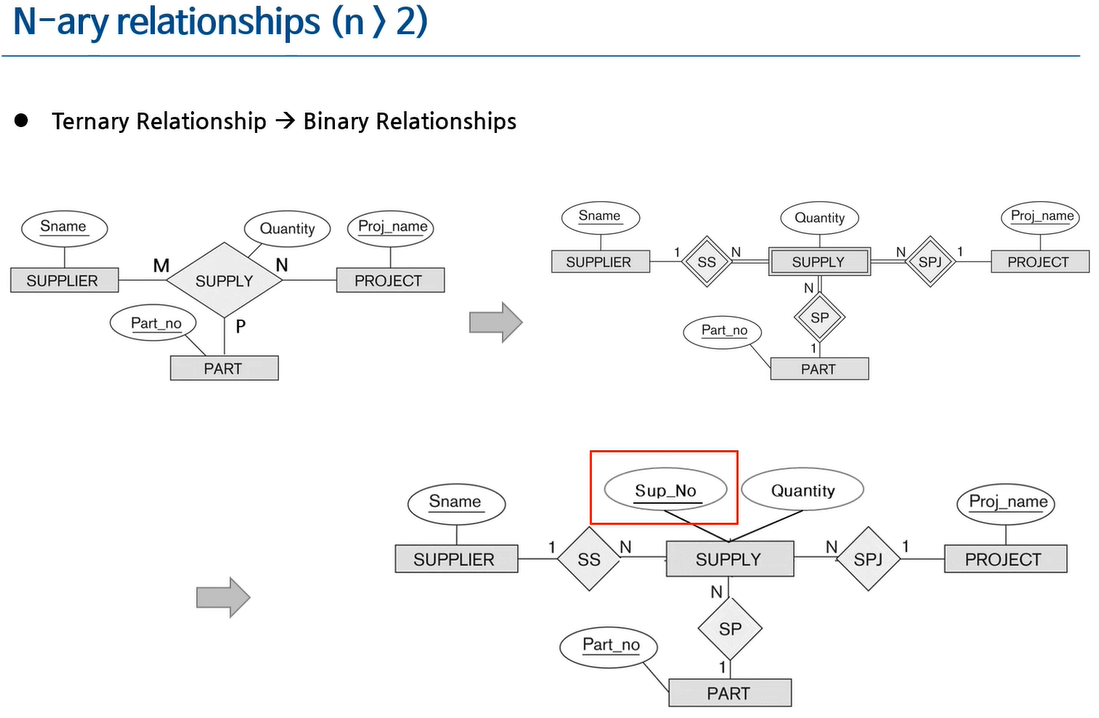 N-ary relationships (n > 2)
● Ternary Relationship → Binary Relationships
Sname
Quantity
Proj_name
M
N
SUPPLIER
SUPPLY
PROJECT
Part_no
P
PART
Sname
Quantity
Proj_name
SUPPLIER
1
SS
N
SUPPLY
N
SPJ
1
PROJECT
N
Part_no
SP
1
PART
Sname
Sup_No
Quantity
Proj_name
SUPPLIER
1
SS
N
SUPPLY
N
SPJ
1
PROJECT
N
SP
Part_no
1
PART